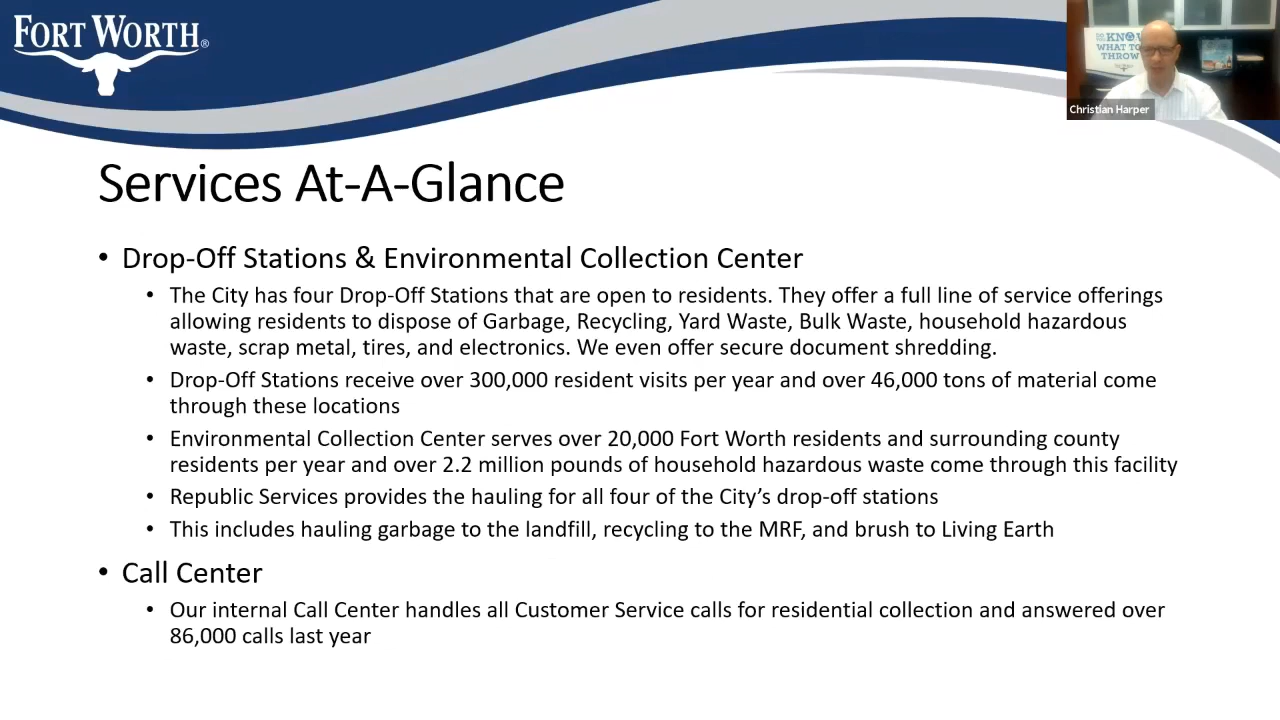 FORT WORTH®
DO YOU KNOW
WHAT TO
THROW
Christian Harper
Services At-A-Glance
• Drop-Off Stations & Environmental Collection Center
• The City has four Drop-Off Stations that are open to residents. They offer a full line of service offerings
allowing residents to dispose of Garbage, Recycling, Yard Waste, Bulk Waste, household hazardous
waste, scrap metal, tires, and electronics. We even offer secure document shredding.
• Drop-Off Stations receive over 300,000 resident visits per year and over 46,000 tons of material come
through these locations
• Environmental Collection Center serves over 20,000 Fort Worth residents and surrounding county
residents per year and over 2.2 million pounds of household hazardous waste come through this facility
• Republic Services provides the hauling for all four of the City’s drop-off stations
• This includes hauling garbage to the landfill, recycling to the MRF, and brush to Living Earth
• Call Center
• Our internal Call Center handles all Customer Service calls for residential collection and answered over
86,000 calls last year